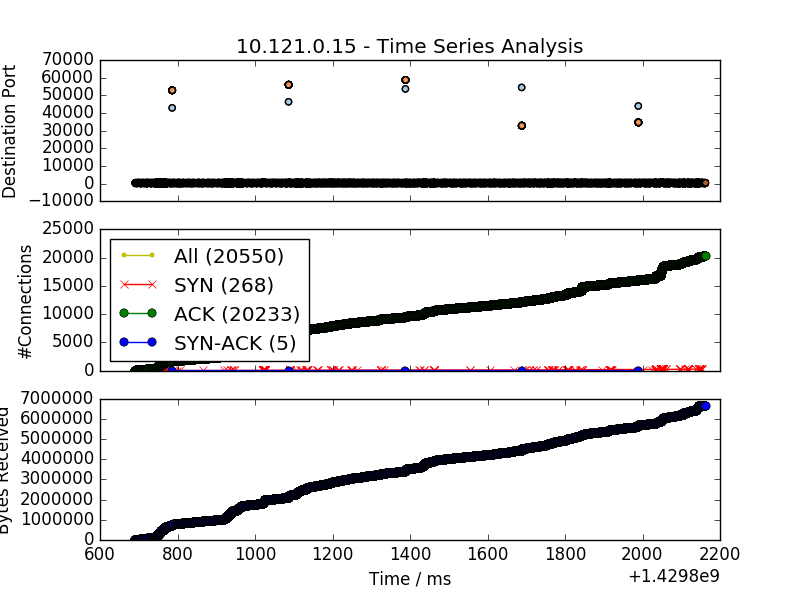 10.121.0.15 - Time Series Analysis
Destination Port
70000
60000
50000
40000
30000
20000
10000
0
−10000
#Connections
25000
20000
15000
10000
5000
0
All (20550)
SYN (268)
ACK (20233)
SYN-ACK (5)
Bytes Received
7000000
6000000
5000000
4000000
3000000
2000000
1000000
0
600 800 1000 1200 1400 1600 1800 2000 2200
Time / ms
+1.4298e9